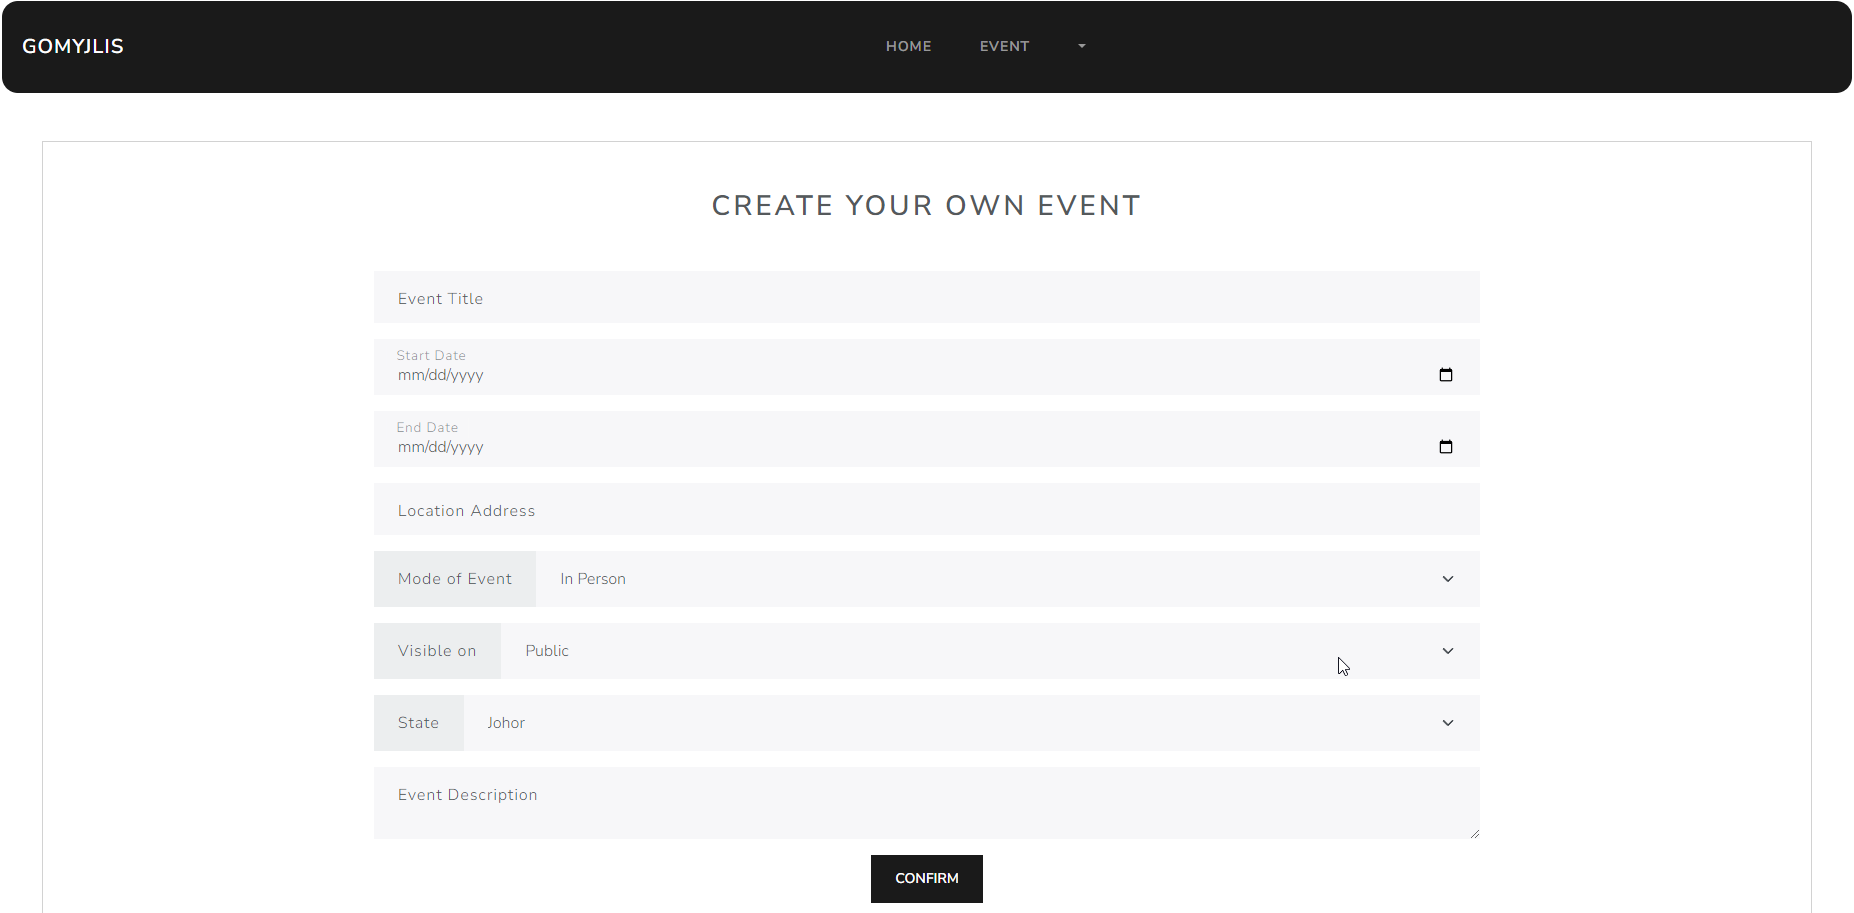 GOMYJLIS
HOME EVENT
CREATE YOUR OWN EVENT
Event Title
Start Date
mm/dd/yyyy
End Date
mm/dd/yyyy
Location Address
Mode of Event In Person
Visible on Public
State Johor
Event Description
CONFIRM